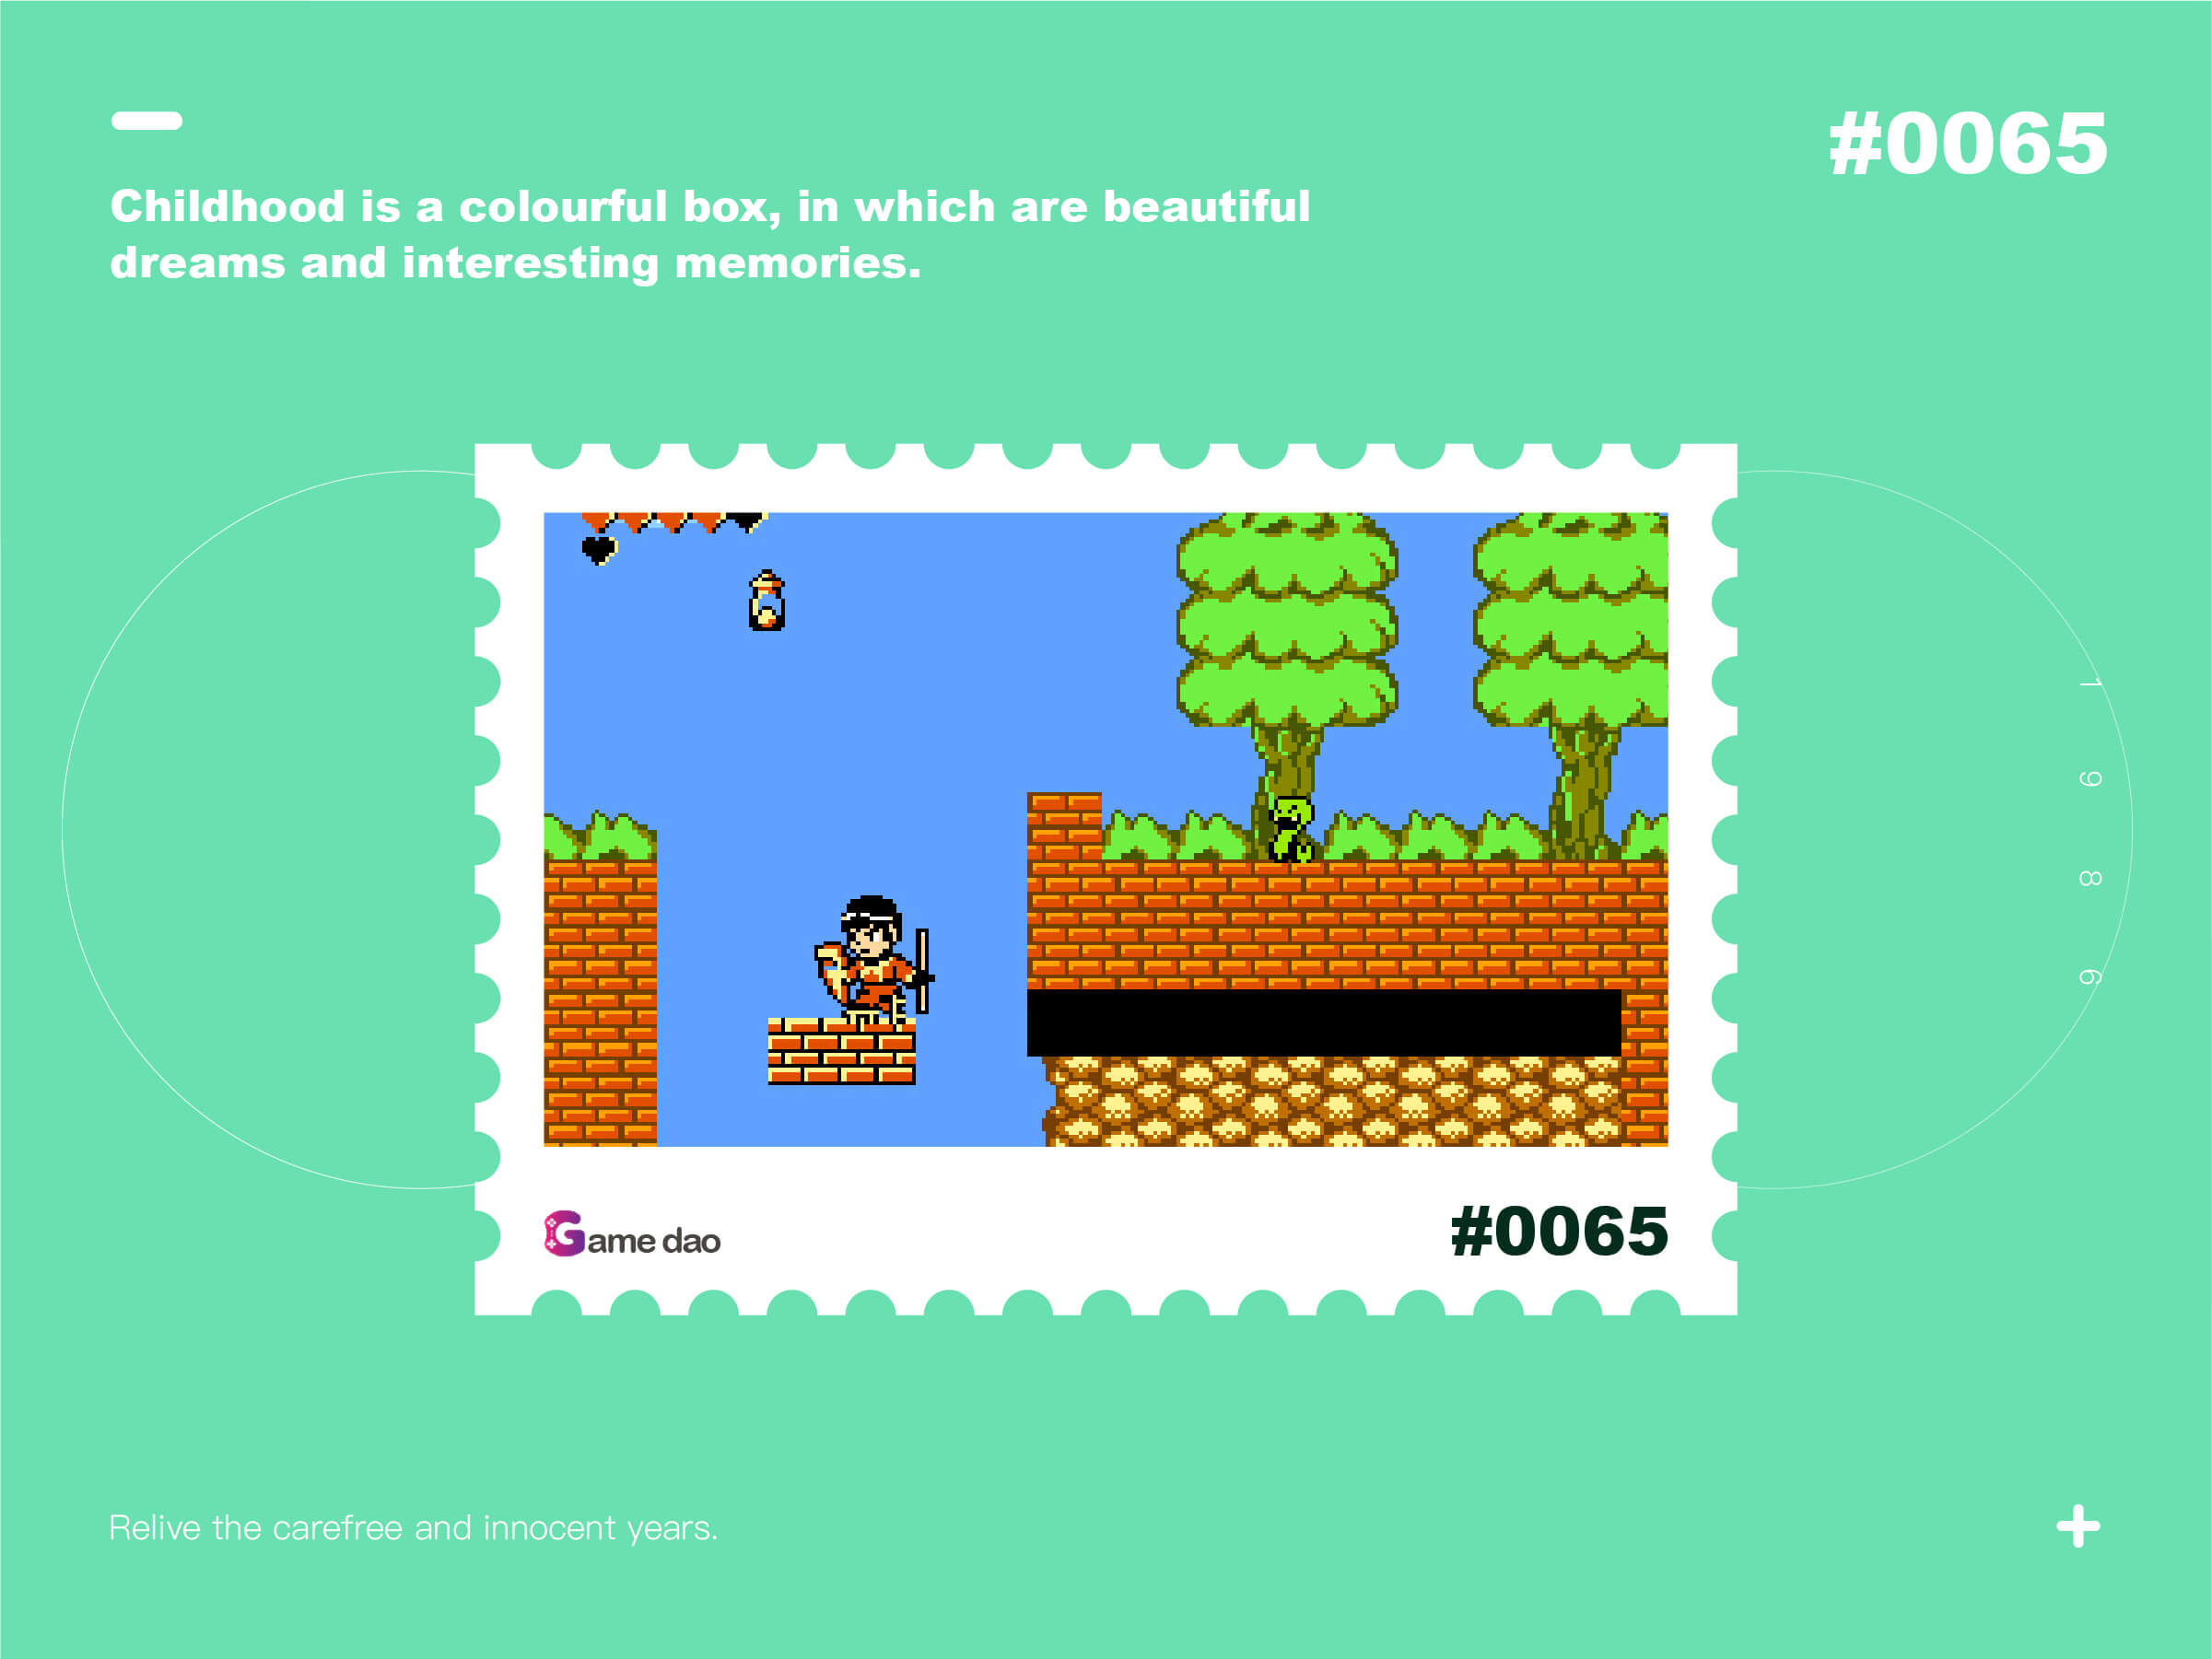 #0065
Childhood is a colourful box, in which are beautiful
dreams and interesting memories.
1
9
8
6
Game dao
#0065
Relive the carefree and innocent years.